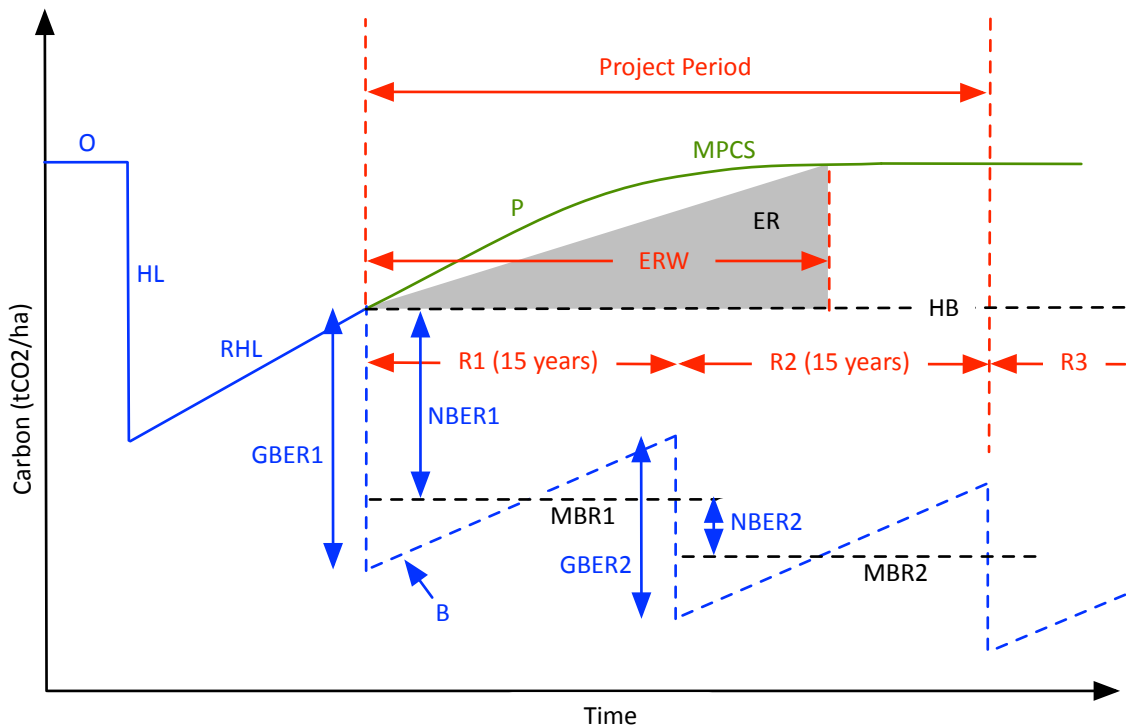 Project Period
O
MPCS
P
ER
HL
ERW
HB
RHL
R1 (15 years)
R2 (15 years)
R3
NBER1
GBER1
MBR1
NBER2
GBER2
MBR2
B
Carbon (tCO2/ha)
Time